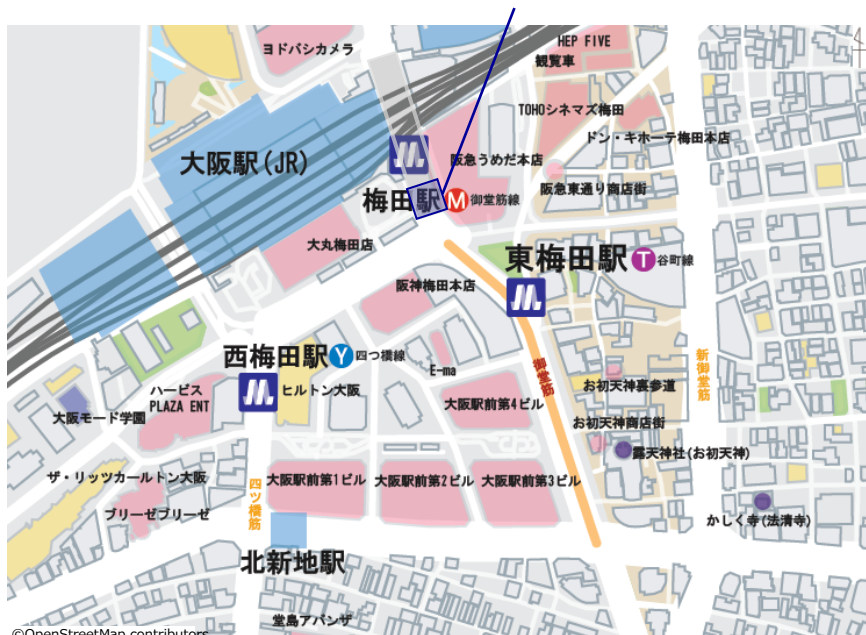 ヨドバシカメラ
HEP FIVE
観覧車
TOHOシネマズ梅田
ドン・キホーテ梅田本店
大阪駅(JR)
阪急うめだ本店
阪急東通り商店街
梅田駅
M
御堂筋線
大丸梅田店
東梅田駅
T
谷町線
阪神梅田本店
西梅田駅
Y
四つ橋線
E-ma
御堂筋
新御堂筋
ハービス
PLAZA ENT
ヒルトン大阪
お初天神裏参道
大阪モード学園
大阪駅前第4ビル
お初天神商店街
露天神社(お初天神)
ザ・リッツカールトン大阪
大阪駅前第1ビル
大阪駅前第2ビル
大阪駅前第3ビル
四ツ橋筋
ブリーゼブリーゼ
かしく寺(法清寺)
北新地駅
堂島アバンザ
©OpenStreetMap contributors